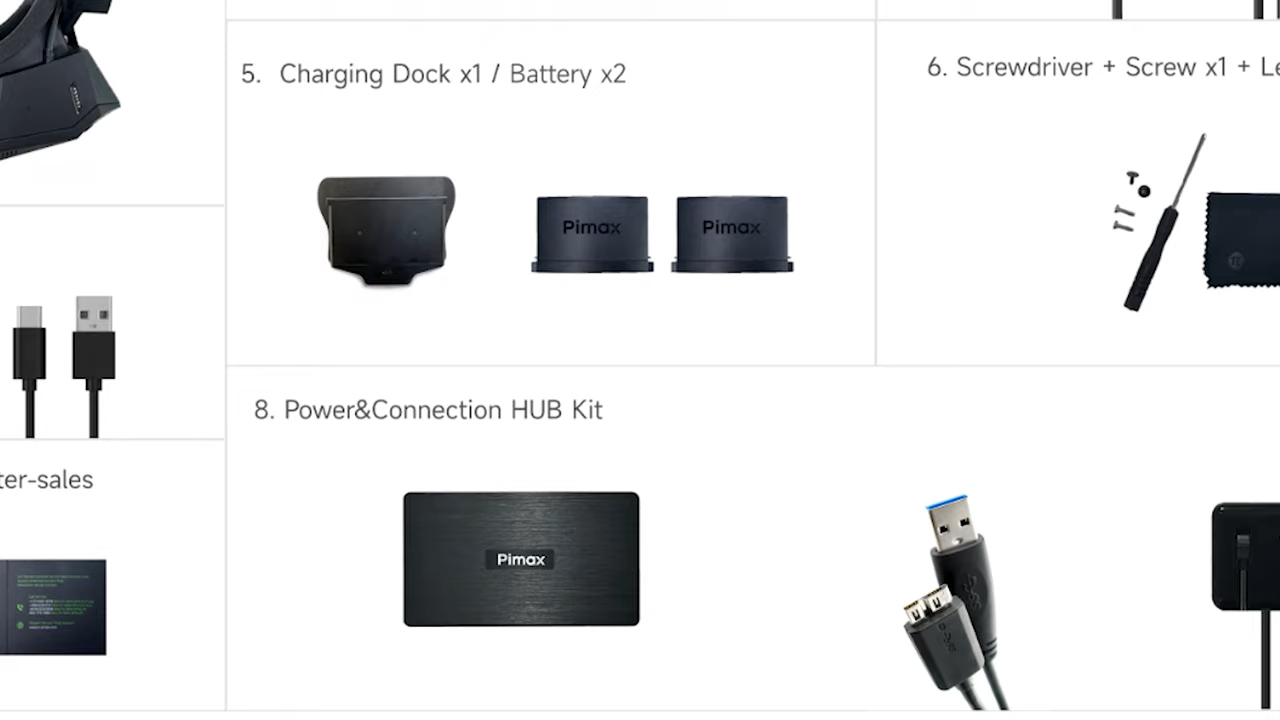 5. Charging Dock x1 / Battery x2
6. Screwdriver + Screw x1 + Le
Pimax
Pimax
8. Power&Connection HUB Kit
ter-sales
Pimax